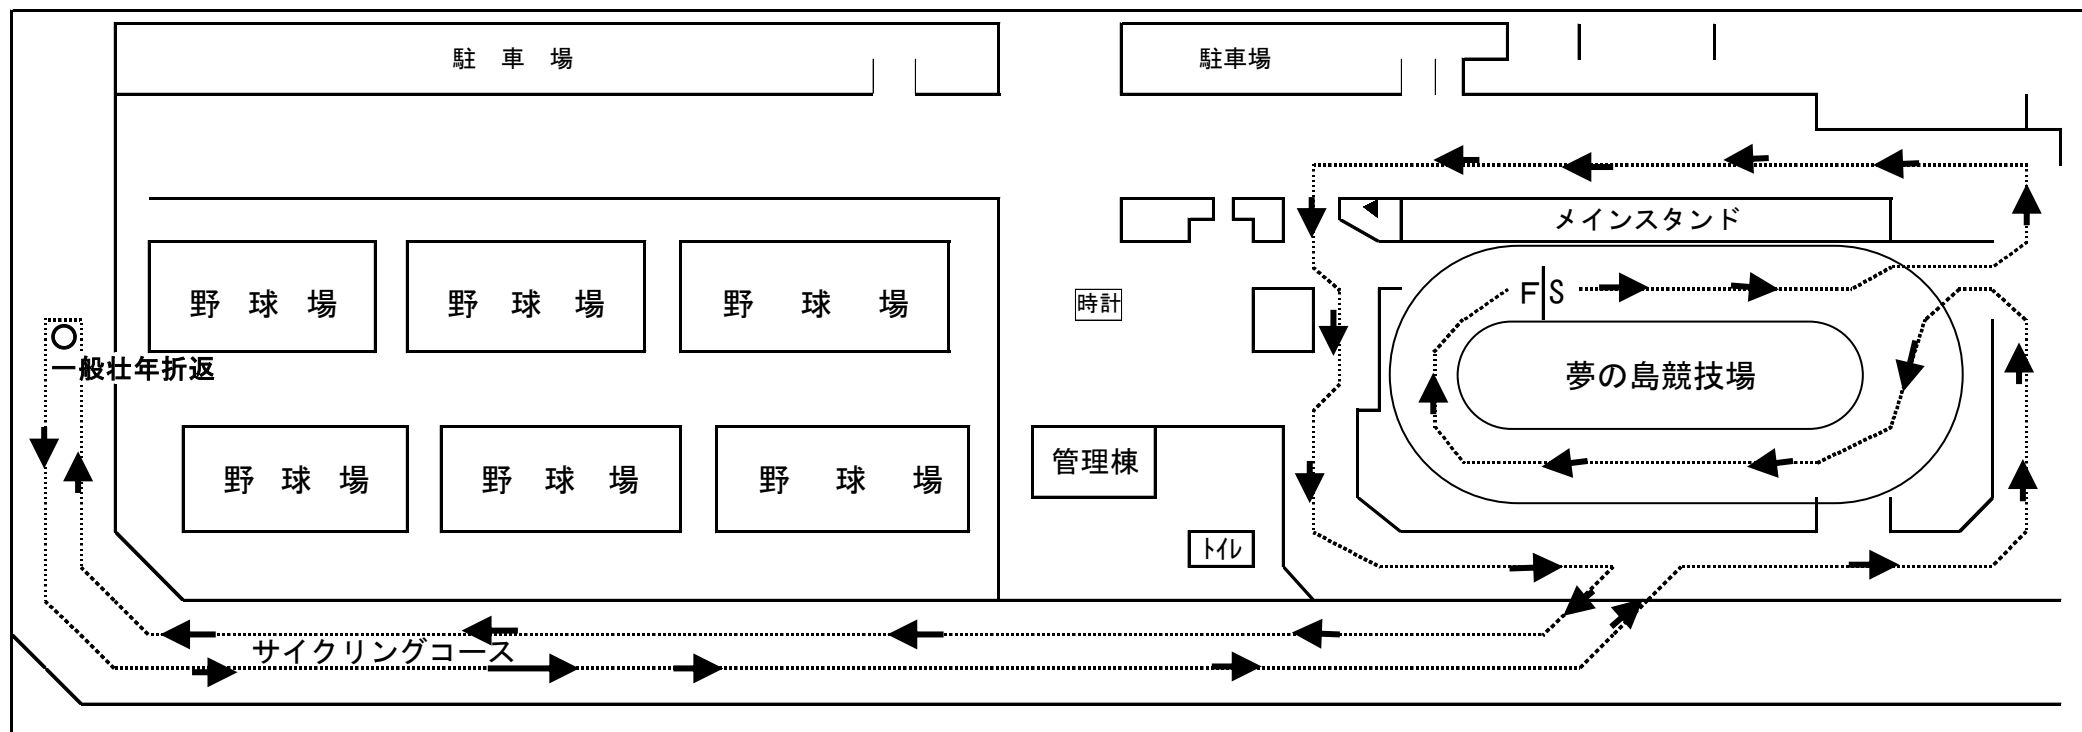 駐 車 場
駐車場
メインスタンド
野 球 場
野 球 場
野 球 場
時計
F S
一般壮年折返
夢の島競技場
野 球 場
野 球 場
野 球 場
管理棟
ﾄｲﾚ
サイクリングコース